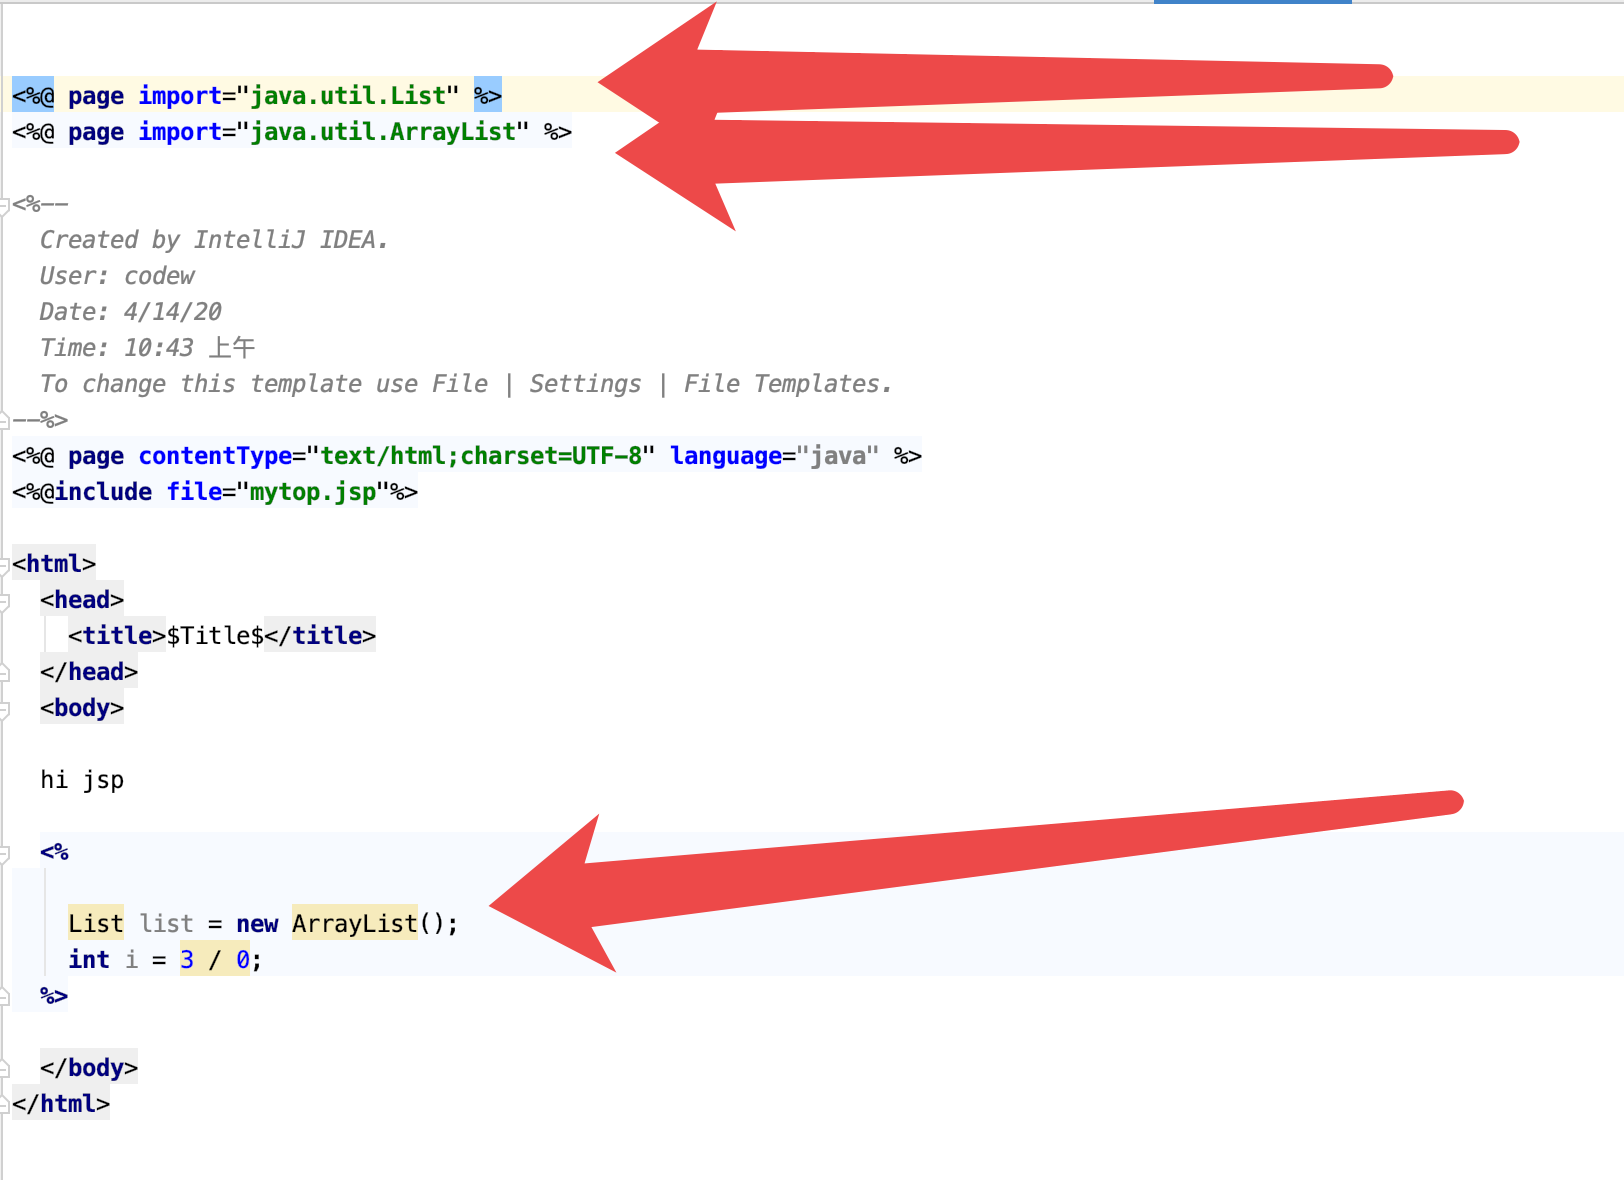 <%@ page import="java.util.List" %>
<%@ page import="java.util.ArrayList" %>
<%--
Created by IntelliJ IDEA.
User: codew
Date: 4/14/20
Time: 10:43 上午
To change this template use File | Settings | File Templates.
--%>
<%@ page contentType="text/html;charset=UTF-8" language="java" %>
<%@include file="mytop.jsp"%>
<html>
<head>
<title>$Title$</title>
</head>
<body>
hi jsp
<%
List list = new ArrayList();
int i = 3 / 0;
%>
</body>
</html>